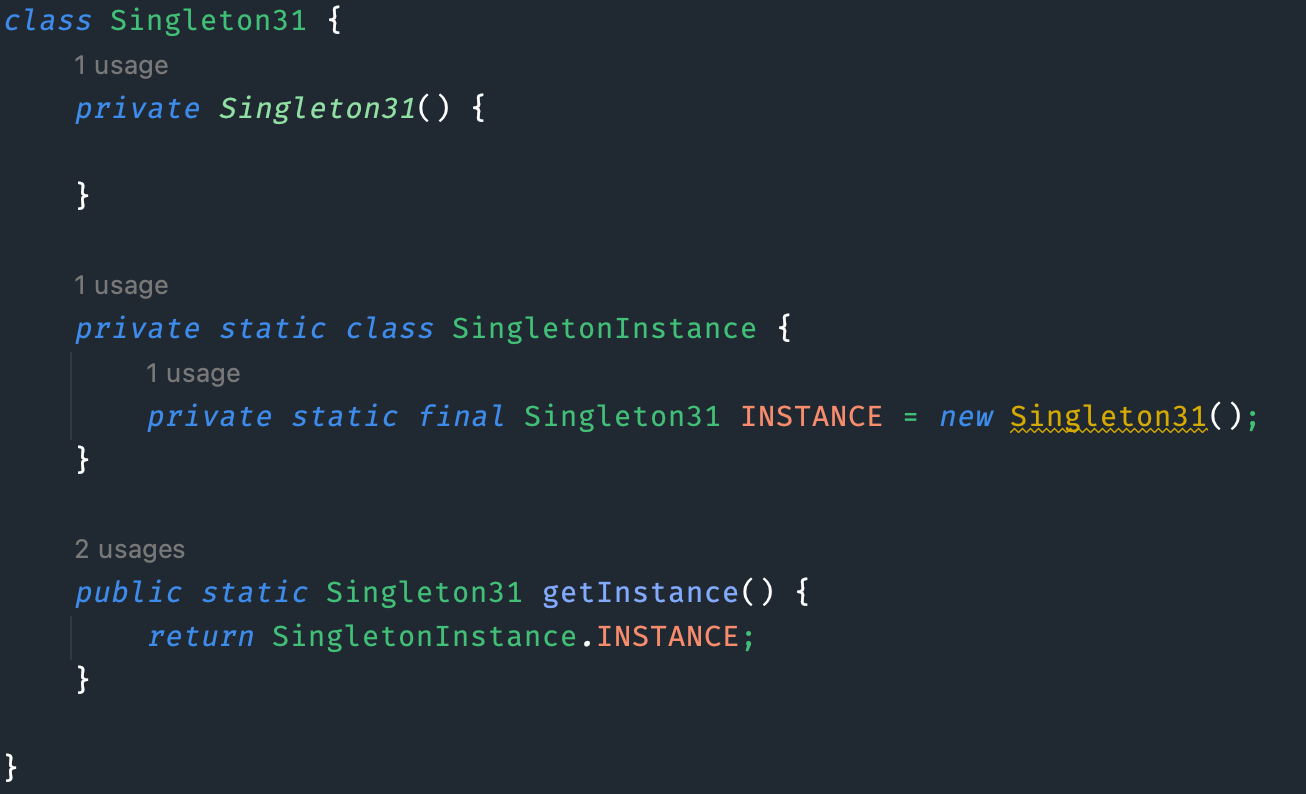 class Singleton31 {
1 usage
private Singleton31() {
}
1 usage
private static class SingletonInstance {
1 usage
private static final Singleton31 INSTANCE = new Singleton31();
}
2 usages
public static Singleton31 getInstance() {
return SingletonInstance.INSTANCE;
}
}